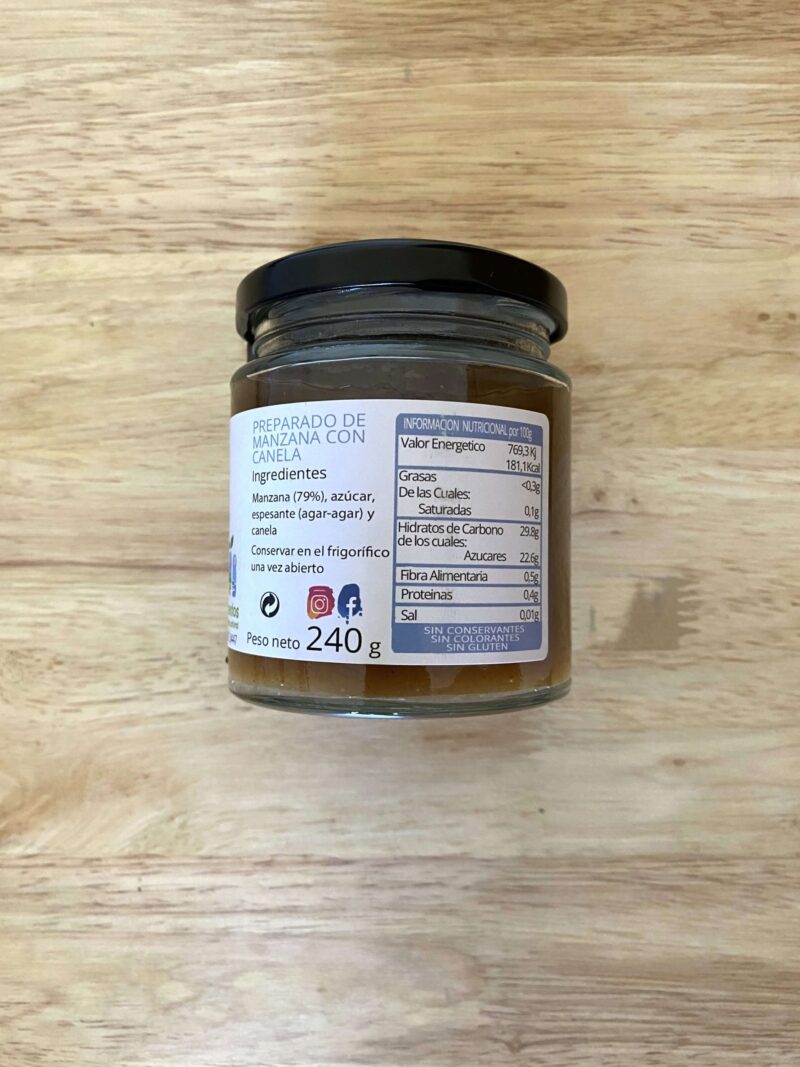 PREPARADO DE
MANZANA CON
CANELA
Ingredientes
Manzana (79%), azúcar,
espesante (agar-agar) y
canela
Conservar en el frigorífico
una vez abierto
Peso neto 240 g
INFORMACION NUTRICIONAL por 100g
Valor Energetico 769,3 Kj
181,1Kcal
Grasas <0,3g
De las Cuales:
Saturadas 0,1g
Hidratos de Carbono 29.8g
de los cuales:
Azucares 22.6g
Fibra Alimentaria 0,5g
Proteinas 0,4g
Sal 0,01g
SIN CONSERVANTES
SIN COLORANTES
SIN GLUTEN